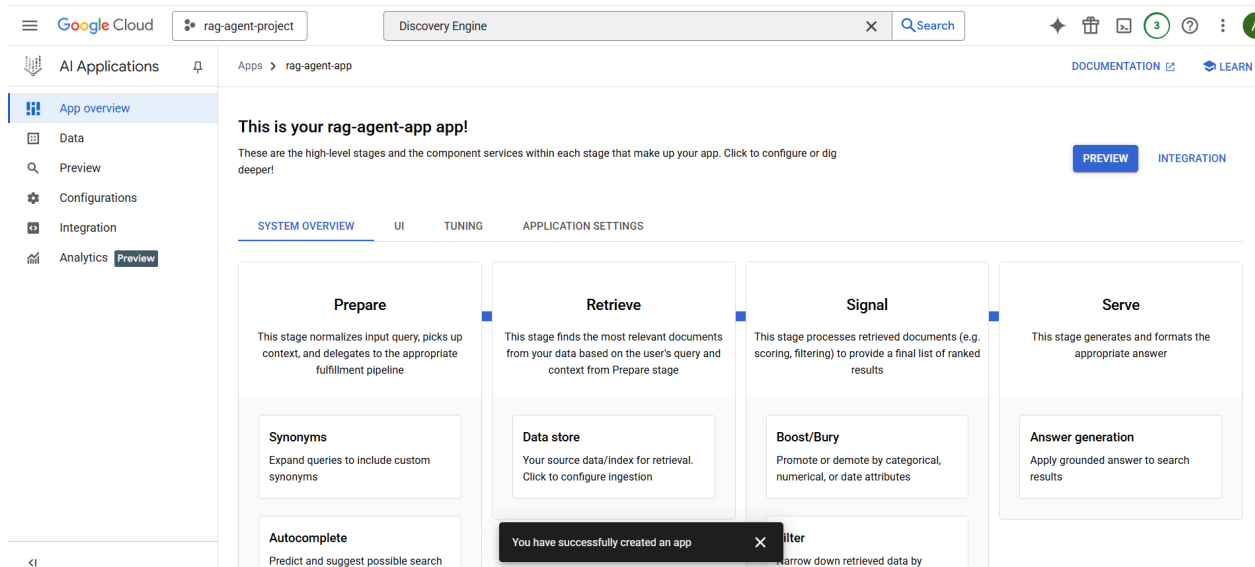 Google Cloud
rag-agent-project
Discovery Engine
Search
3
AI Applications
Apps
rag-agent-app
DOCUMENTATION
LEARN
App overview
Data
Preview
Configurations
Integration
Analytics Preview
This is your rag-agent-app app!
These are the high-level stages and the component services within each stage that make up your app. Click to configure or dig
deeper!
PREVIEW
INTEGRATION
SYSTEM OVERVIEW
UI
TUNING
APPLICATION SETTINGS
Prepare
This stage normalizes input query, picks up
context, and delegates to the appropriate
fulfillment pipeline
Synonyms
Expand queries to include custom
synonyms
Autocomplete
Predict and suggest possible search
Retrieve
This stage finds the most relevant documents
from your data based on the user's query and
context from Prepare stage
Data store
Your source data/index for retrieval.
Click to configure ingestion
Signal
This stage processes retrieved documents (e.g.
scoring, filtering) to provide a final list of ranked
results
Boost/Bury
Promote or demote by categorical,
numerical, or date attributes
ilter
arrow down retrieved data by
Serve
This stage generates and formats the
appropriate answer
Answer generation
Apply grounded answer to search
results
You have successfully created an app